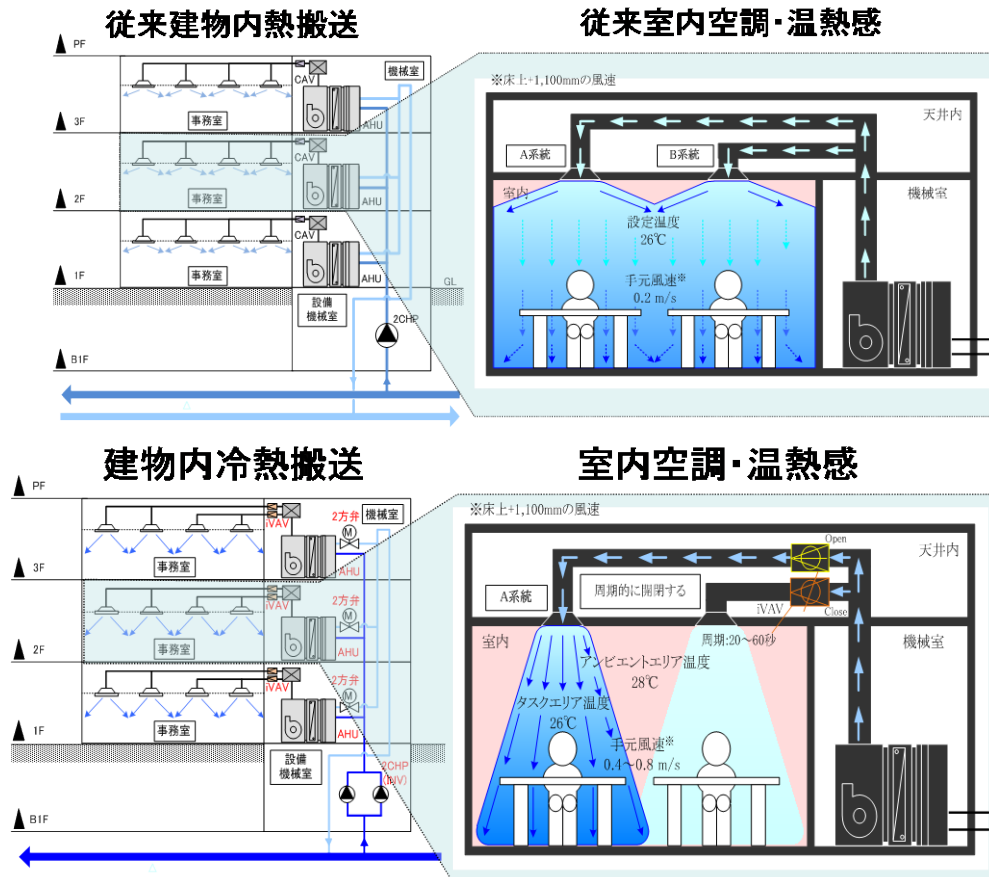 従来建物内熱搬送
従来室内空調・温熱感
PF
3F
2F
1F
B1F
CAV
AHU
事務室
CAV
AHU
事務室
CAV
AHU
事務室
機械室
GL
設備
機械室
2CHP
※床上+1,100mmの風速
天井内
A系統
B系統
室内
機械室
設定温度
26℃
手元風速※
0.2 m/s
建物内冷熱搬送
室内空調・温熱感
PF
3F
2F
1F
B1F
iVAV
2方弁
M
機械室
AHU
事務室
iVAV
2方弁
M
AHU
事務室
iVAV
2方弁
M
AHU
事務室
設備
機械室
2CHP
(INV)
※床上+1,100mmの風速
Open
天井内
A系統
周期的に開閉する
iVAV
Close
室内
周期:20～60秒
機械室
アンビエントエリア温度
28℃
タスクエリア温度
26℃
手元風速※
0.4～0.8 m/s